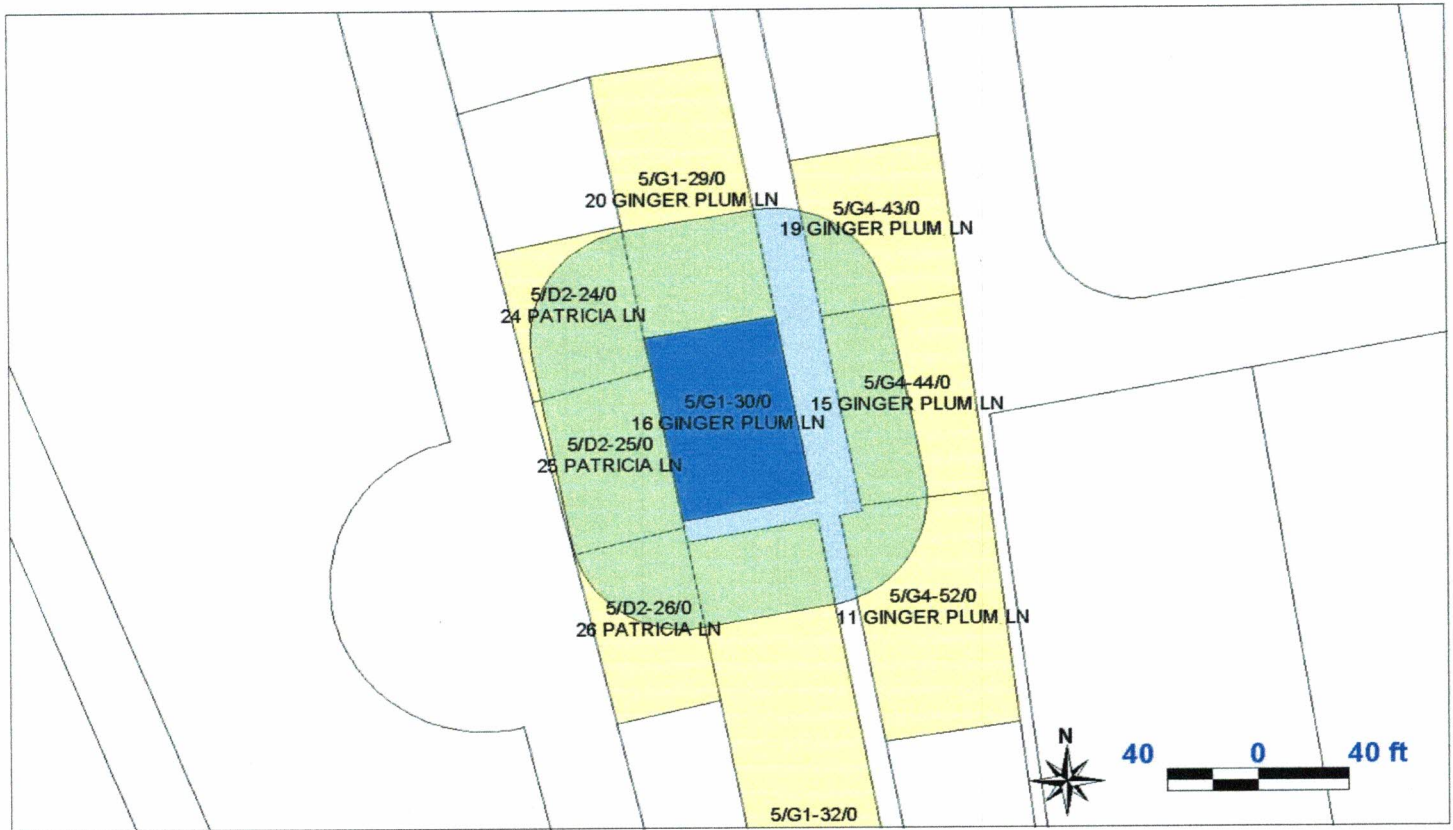 5/G1-29/0
20 GINGER PLUM LN
5/G4-43/0
19 GINGER PLUM LN
5/D2-24/0
24 PATRICIA LN
5/G4-44/0
15 GINGER PLUM LN
5/G1-30/0
16 GINGER PLUM LN
5/D2-25/0
25 PATRICIA LN
5/G4-52/0
11 GINGER PLUM LN
5/D2-26/0
26 PATRICIA LN
N
40 0 40 ft
5/G1-32/0